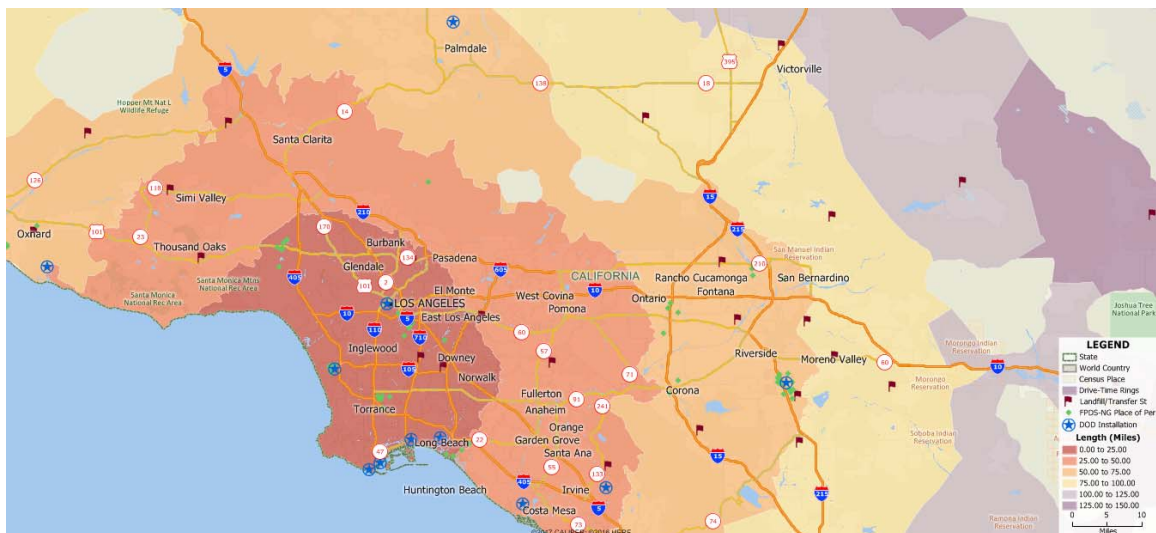 Palmdale
395
Victorville
5
138
18
Hopper Mt Nat L
Wildlife Refuge
14
Santa Clarita
126
118
Simi Valley
15
101
23
Oxnard
Thousand Oaks
210
170
Burbank
134
Pasadena
215
San Manuel Indian
Reservation
Santa Monica Mtns
National Rec Area
405
Glendale
605
CALIFORNIA
210
Rancho Cucamonga
San Bernardino
Santa Monica
National Rec Area
101
2
El Monte
West Covina
10
Ontario
Fontana
LOS ANGELES
Pomona
Joshua Tree
National Park
10
110
5
East Los Angeles
710
60
Inglewood
Downey
57
Riverside
Moreno Valley
60
Morongo Indian
Reservation
10
105
Norwalk
71
Morongo
Reservation
Torrance
Fullerton
91
Corona
Anaheim
241
Orange
Soboba Indian
Reservation
47
Long Beach
22
Garden Grove
Santa Ana
15
55
133
Huntington Beach
405
Irvine
215
Costa Mesa
5
73
74
Ramona Indian
Reservation
LEGEND
State
World Country
Census Place
Drive-Time Rings
Landfill/Transfer St
FPOS-NG Place of Per
DOD Installation
Length (Miles)
0.00 to 25.00
25.00 to 50.00
50.00 to 75.00
75.00 to 100.00
100.00 to 125.00
125.00 to 150.00
0 5 10
Miles